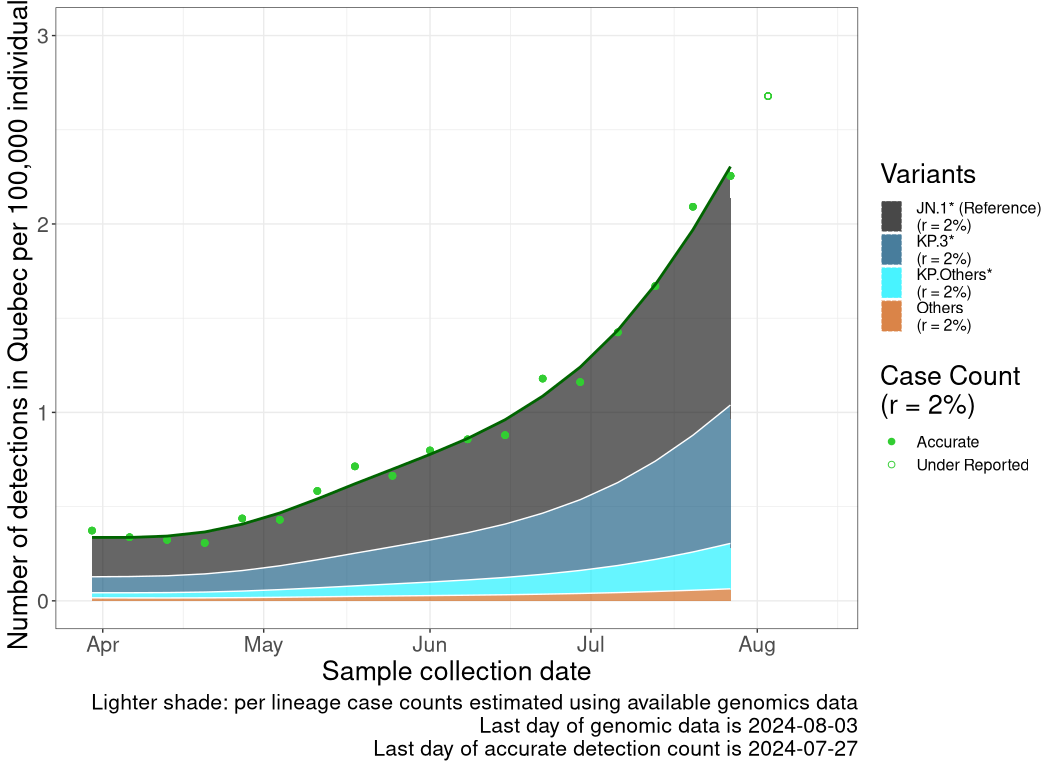 Number of detections in Quebec per 100,000 individual
3
2
1
0
Apr
May
Jun
Jul
Aug
Sample collection date
Lighter shade: per lineage case counts estimated using available genomics data
Last day of genomic data is 2024-08-03
Last day of accurate detection count is 2024-07-27
Variants
JN.1* (Reference)
(r = 2%)
KP.3*
(r = 2%)
KP.Others*
(r = 2%)
Others
(r = 2%)
Case Count
(r = 2%)
Accurate
Under Reported